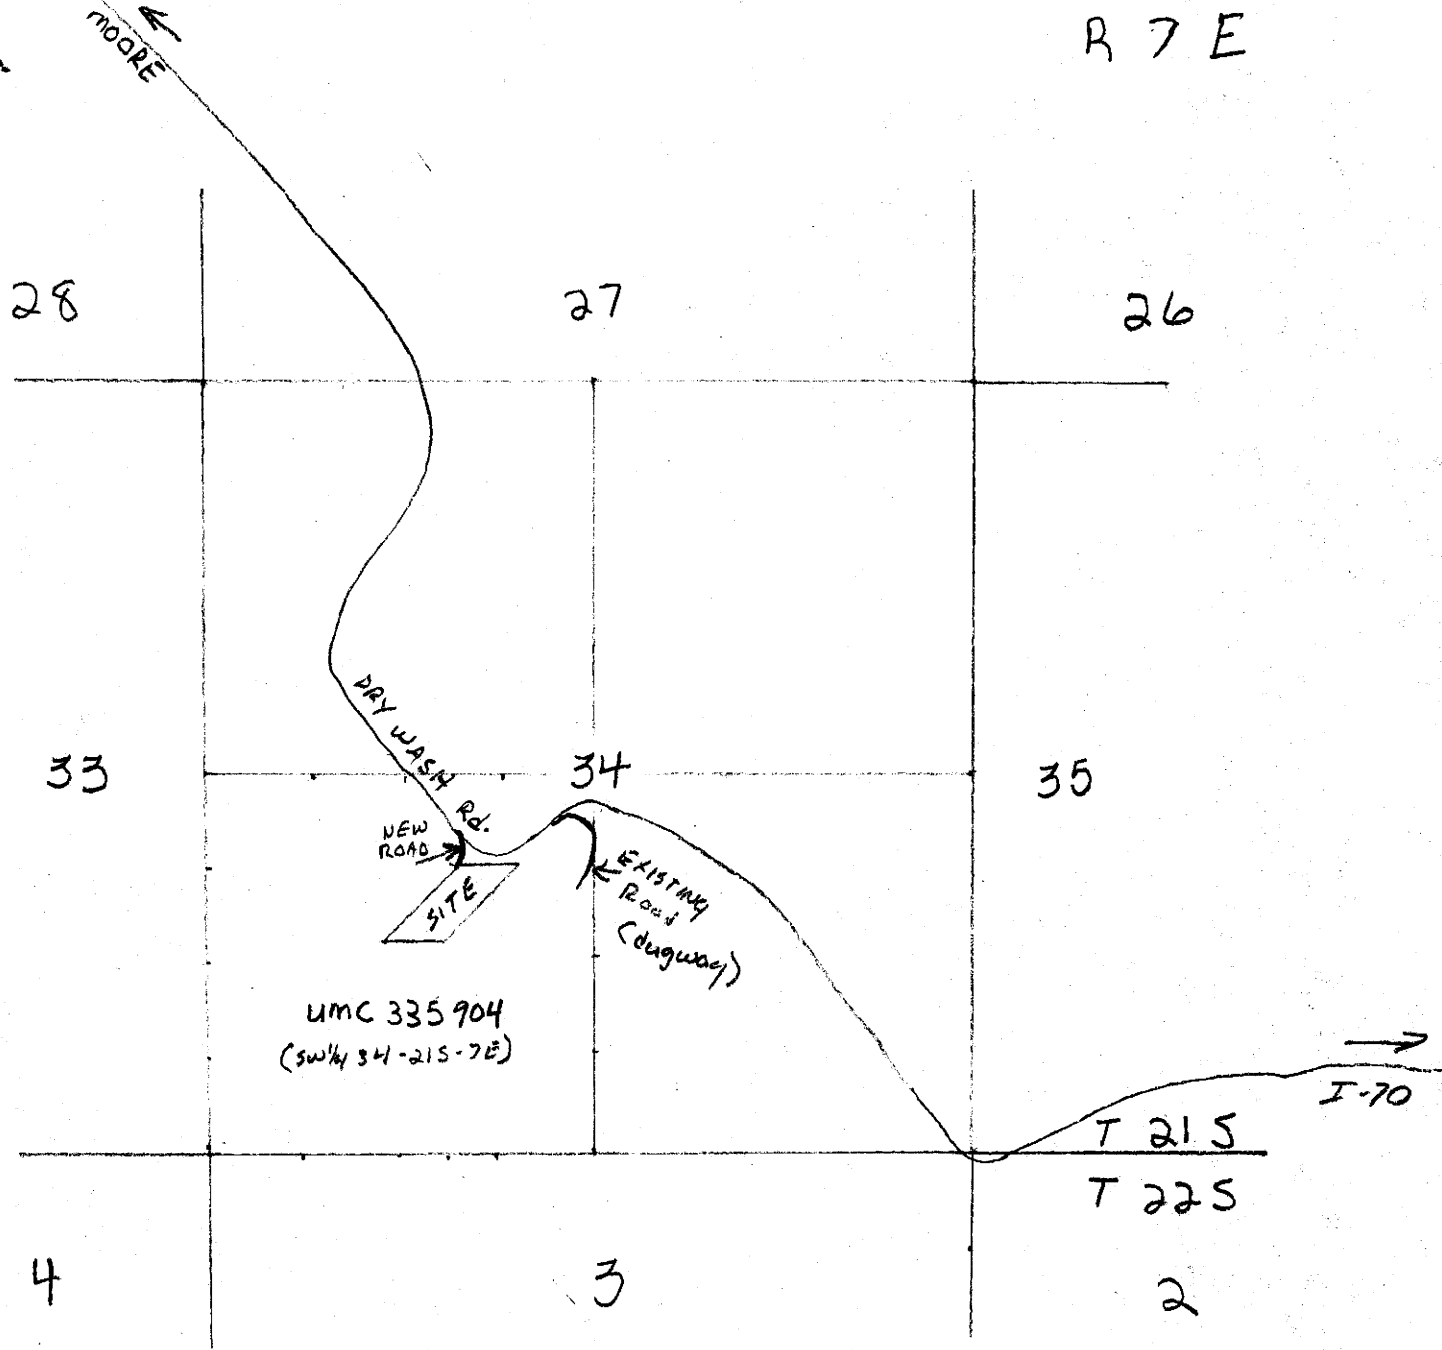 MOORE
R 7 E
28
27
26
DRY WASH Rd.
33
34
35
NEW
ROAD
SITE
EXISTING
Road
(dugway)
UMC 335904
(SW¼ 34-21S-7E)
I-70
T 21 S
T 22 S
4
3
2